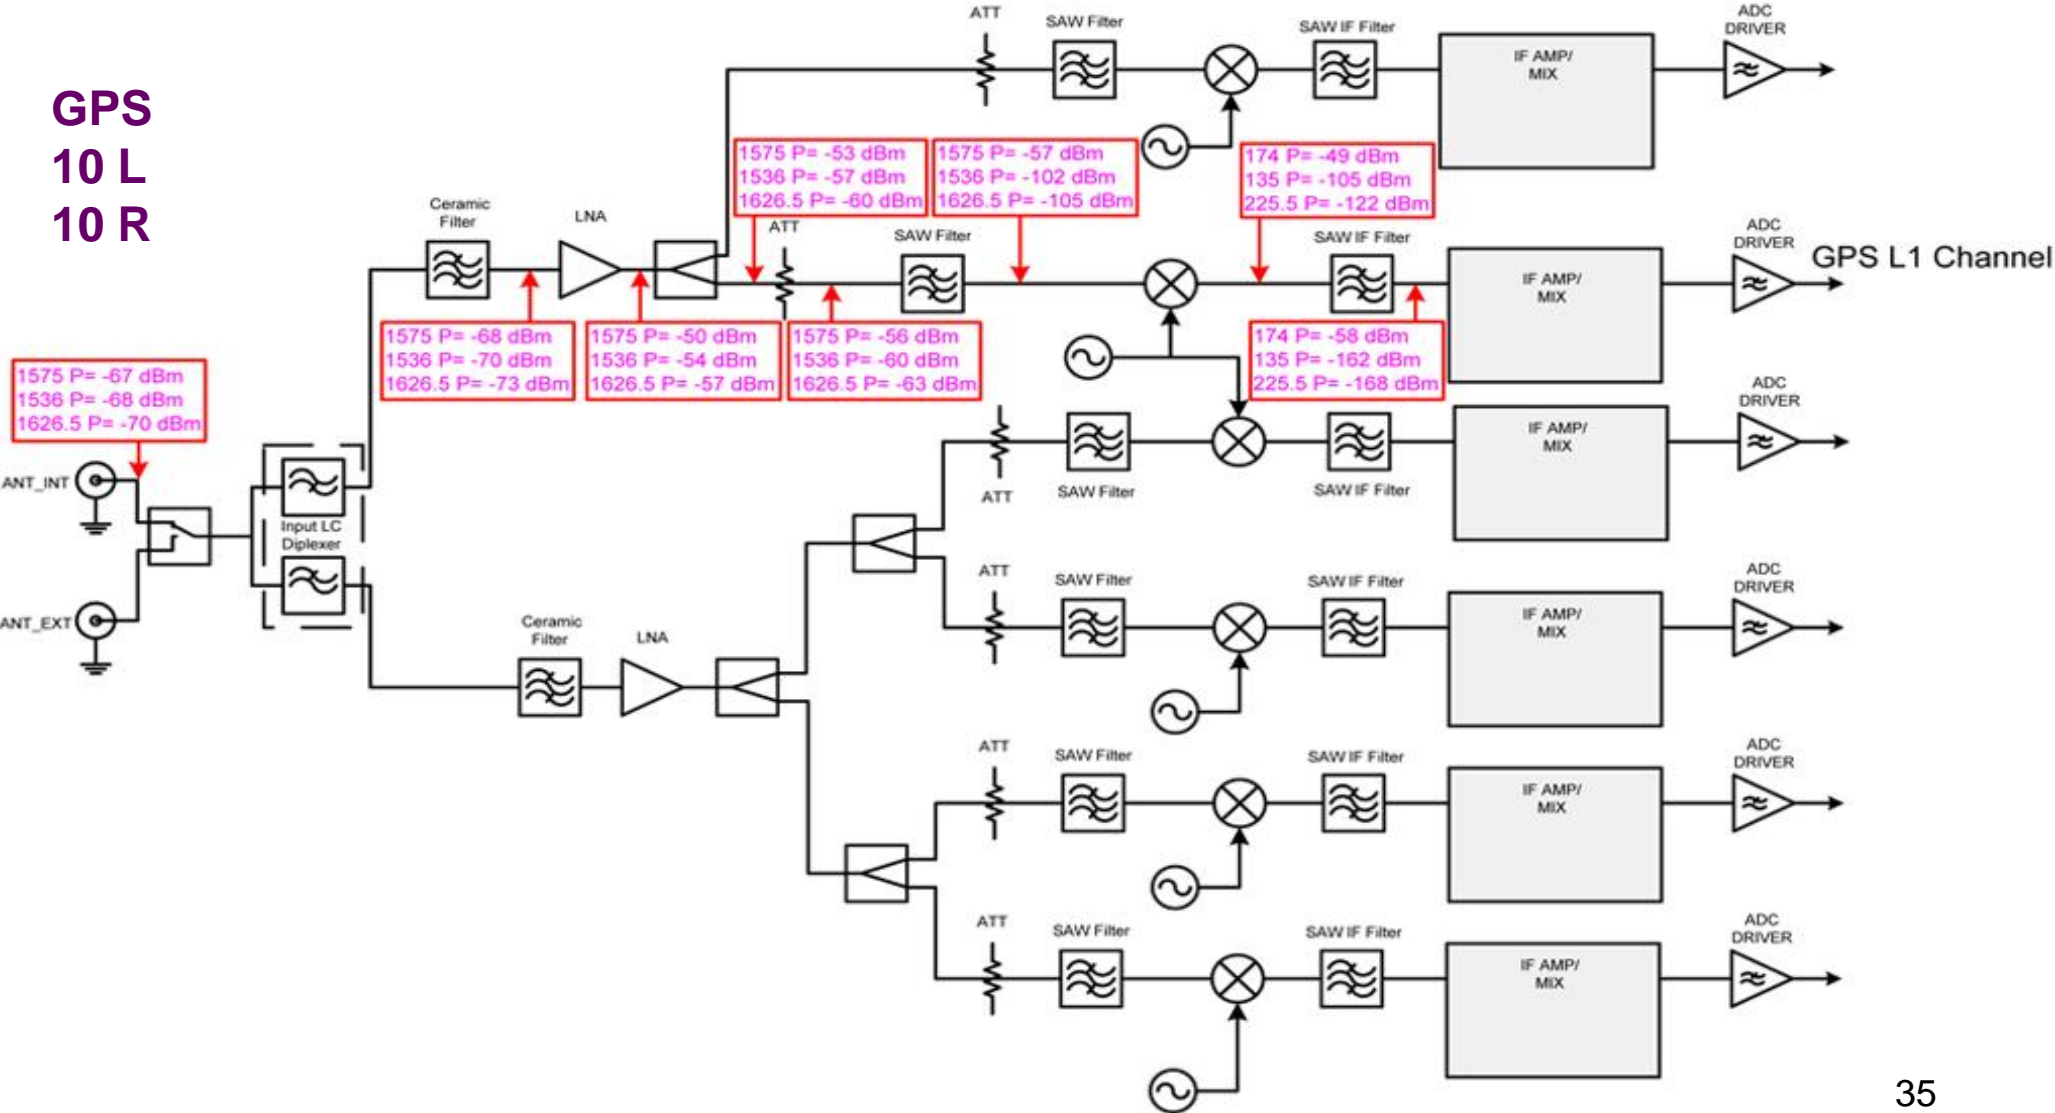 GPS
10 L
10 R
ATT
SAW Filter
SAW IF Filter
IF AMP/
MIX
ADC
DRIVER
1575 P= -53 dBm
1536 P= -57 dBm
1626.5 P= -60 dBm
1575 P= -57 dBm
1536 P= -102 dBm
1626.5 P= -105 dBm
174 P= -49 dBm
135 P= -105 dBm
225.5 P= -122 dBm
Ceramic
Filter
LNA
ATT
SAW Filter
SAW IF Filter
IF AMP/
MIX
ADC
DRIVER
GPS L1 Channel
1575 P= -68 dBm
1536 P= -70 dBm
1626.5 P= -73 dBm
1575 P= -50 dBm
1536 P= -54 dBm
1626.5 P= -57 dBm
1575 P= -56 dBm
1536 P= -60 dBm
1626.5 P= -63 dBm
174 P= -58 dBm
135 P= -162 dBm
225.5 P= -168 dBm
1575 P= -67 dBm
1536 P= -68 dBm
1626.5 P= -70 dBm
ANT_INT
Input LC
Diplexer
ANT_EXT
ATT
SAW Filter
SAW IF Filter
IF AMP/
MIX
ADC
DRIVER
Ceramic
Filter
LNA
ATT
SAW Filter
SAW IF Filter
IF AMP/
MIX
ADC
DRIVER
ATT
SAW Filter
SAW IF Filter
IF AMP/
MIX
ADC
DRIVER
ATT
SAW Filter
SAW IF Filter
IF AMP/
MIX
ADC
DRIVER
35